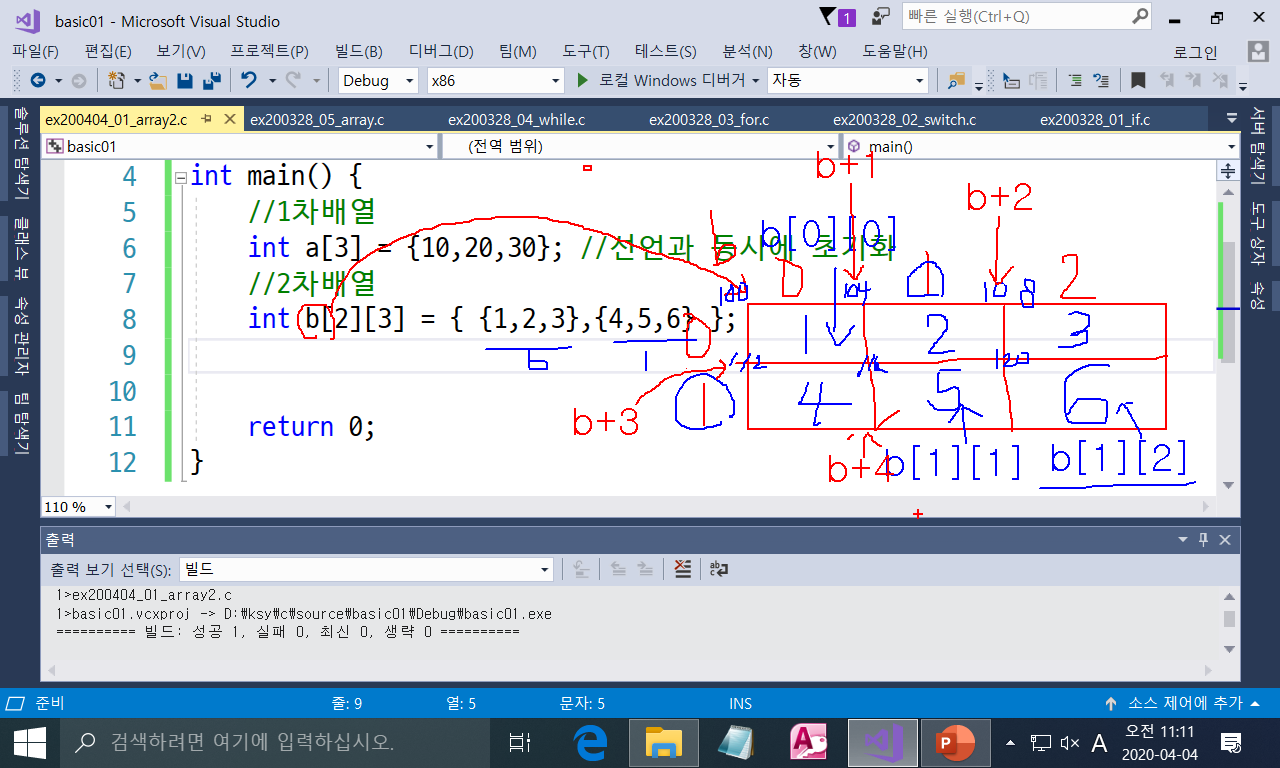 basic01 - Microsoft Visual Studio
1
빠른 실행(Ctrl+Q)
파일(F) 편집(E) 보기(V) 프로젝트(P) 빌드(B) 디버그(D) 팀(M) 도구(T) 테스트(S) 분석(N) 창(W) 도움말(H) 로그인
Debug x86 로컬 Windows 디버거 자동
ex200404_01_array2.c ex200328_05_array.c ex200328_04_while.c ex200328_03_for.c ex200328_02_switch.c ex200328_01_if.c
basic01 (전역 범위) main()
솔루션 탐색기
클래스 뷰
속성 관리자
팀 탐색기
서버 탐색기
도구 상자
속성
4 int main() {
5 //1차배열
6 int a[3] = {10,20,30}; //선언과 동시에 초기화
7 //2차배열
8 int b[2][3] = { {1,2,3},{4,5,6} };
9
10
11 return 0;
12 }
b+1
b+2
b
b[0][0]
0 1 2
100 104 108
0 1 2 3
112 116 120
1 4 5 6
b+3
b+4 b[1][1] b[1][2]
110 %
출력
출력 보기 선택(S): 빌드
1>ex200404_01_array2.c
1>basic01.vcxproj -> D:\ksy\c\source\basic01\Debug\basic01.exe
========== 빌드: 성공 1, 실패 0, 최신 0, 생략 0 ==========
준비 줄: 9 열: 5 문자: 5 INS 소스 제어에 추가
검색하려면 여기에 입력하십시오.
A
오전 11:11
2020-04-04